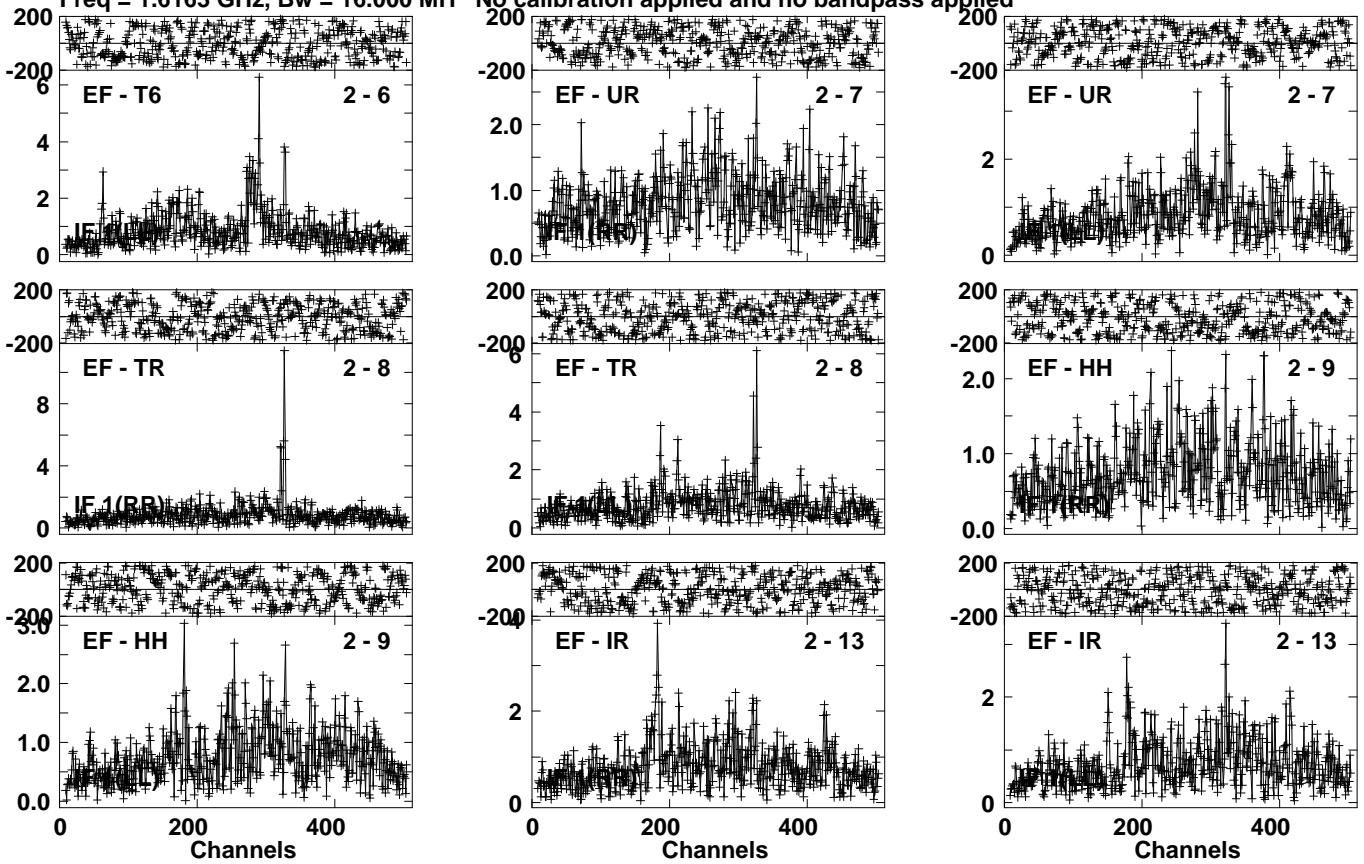 Freq = 1.6163 GHz, Bw = 16.000 MH No calibration applied and no bandpass applied
200 200 200
-200 -200 -200
EF - T6 2 - 6 EF - UR 2 - 7 EF - UR 2 - 7
6
4
2
0
2.0
1.0
0.0
2
0
IF 1(RR)
200 200 200
-200 -200 -200
EF - TR 2 - 8 EF - TR 2 - 8 EF - HH 2 - 9
8
4
0
IF 1(RR)
6
4
2
0
2.0
1.0
0.0
IF 1(RR)
200 200 200
-200 -200 -200
EF - HH 2 - 9 EF - IR 2 - 13 EF - IR 2 - 13
3.0
2.0
1.0
0.0
4
2
0
2
0
0 200 400 0 200 400 0 200 400
Channels Channels Channels